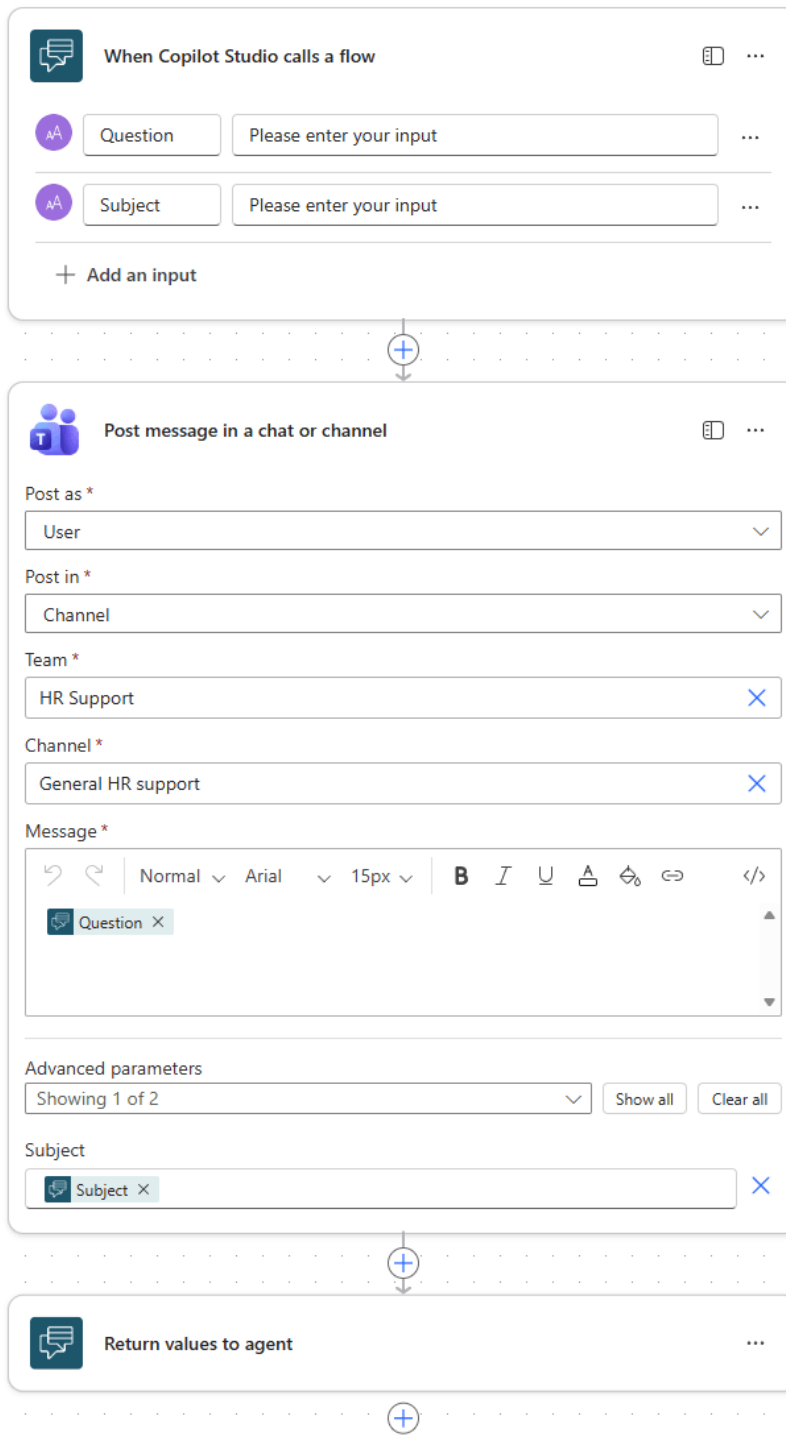 When Copilot Studio calls a flow
Question Please enter your input
Subject Please enter your input
Add an input
Post message in a chat or channel
Post as *
User
Post in *
Channel
Team *
HR Support
Channel *
General HR support
Message *
Normal Arial 15px B I U A </>
Question
Advanced parameters
Showing 1 of 2 Show all Clear all
Subject
Subject
Return values to agent